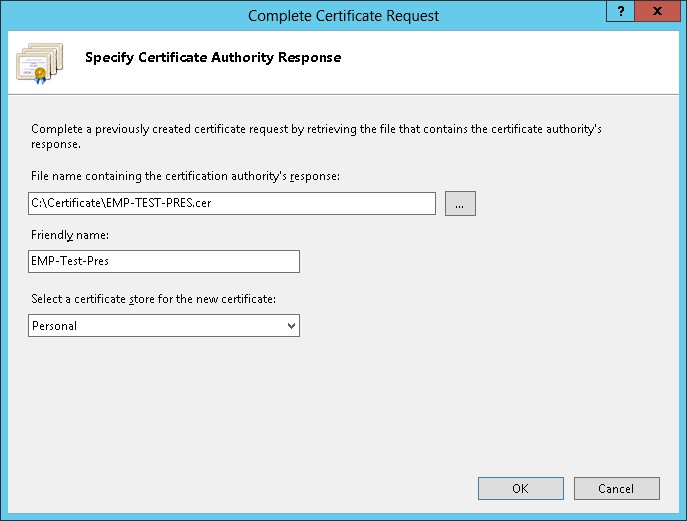 Complete Certificate Request
?
x
Specify Certificate Authority Response
Complete a previously created certificate request by retrieving the file that contains the certificate authority's
response.
File name containing the certification authority's response:
C:\Certificate\EMP-TEST-PRES.cer
...
Friendly name:
EMP-Test-Pres
Select a certificate store for the new certificate:
Personal
OK
Cancel